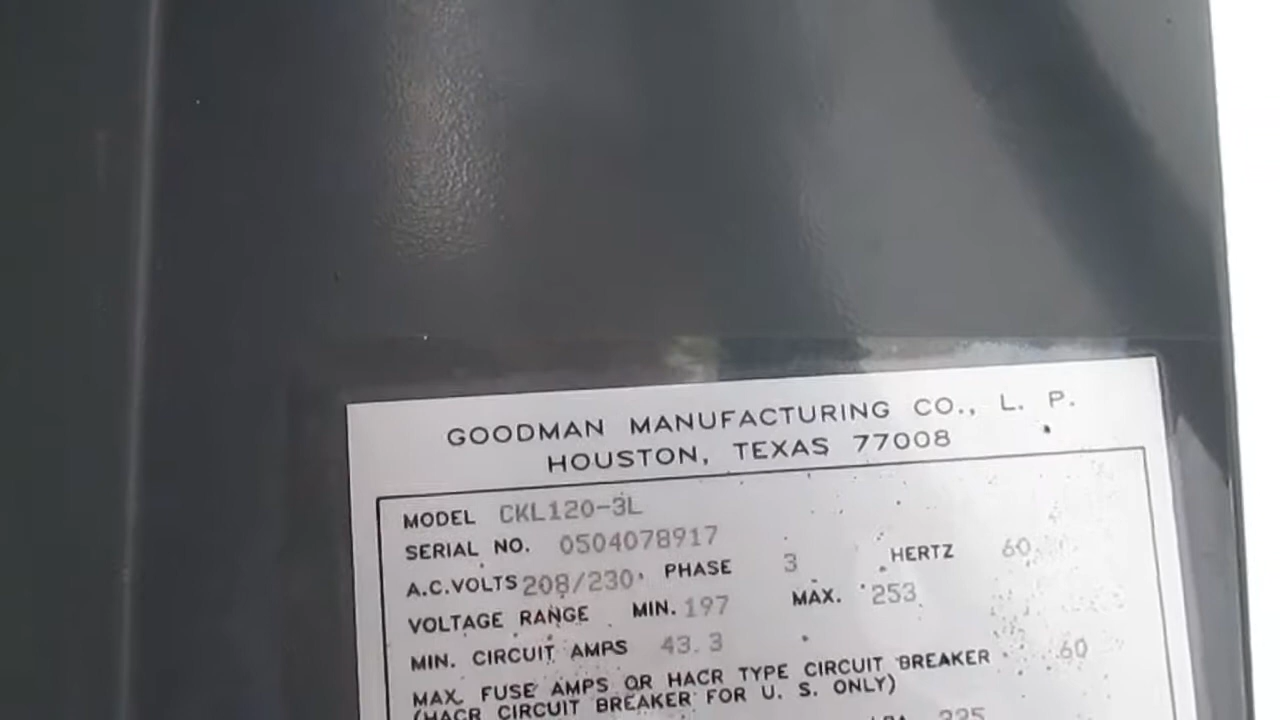 GOODMAN MANUFACTURING CO., L. P.
HOUSTON, TEXAS 77008
MODEL CKL120-3L
SERIAL NO. 0504078917
A.C.VOLTS 208/230 PHASE 3 HERTZ 60
VOLTAGE RANGE MIN. 197 MAX. 253
MIN. CIRCUIT AMPS 43.3
MAX. FUSE AMPS OR HACR TYPE CIRCUIT BREAKER 60
(HACR CIRCUIT BREAKER FOR U. S. ONLY)